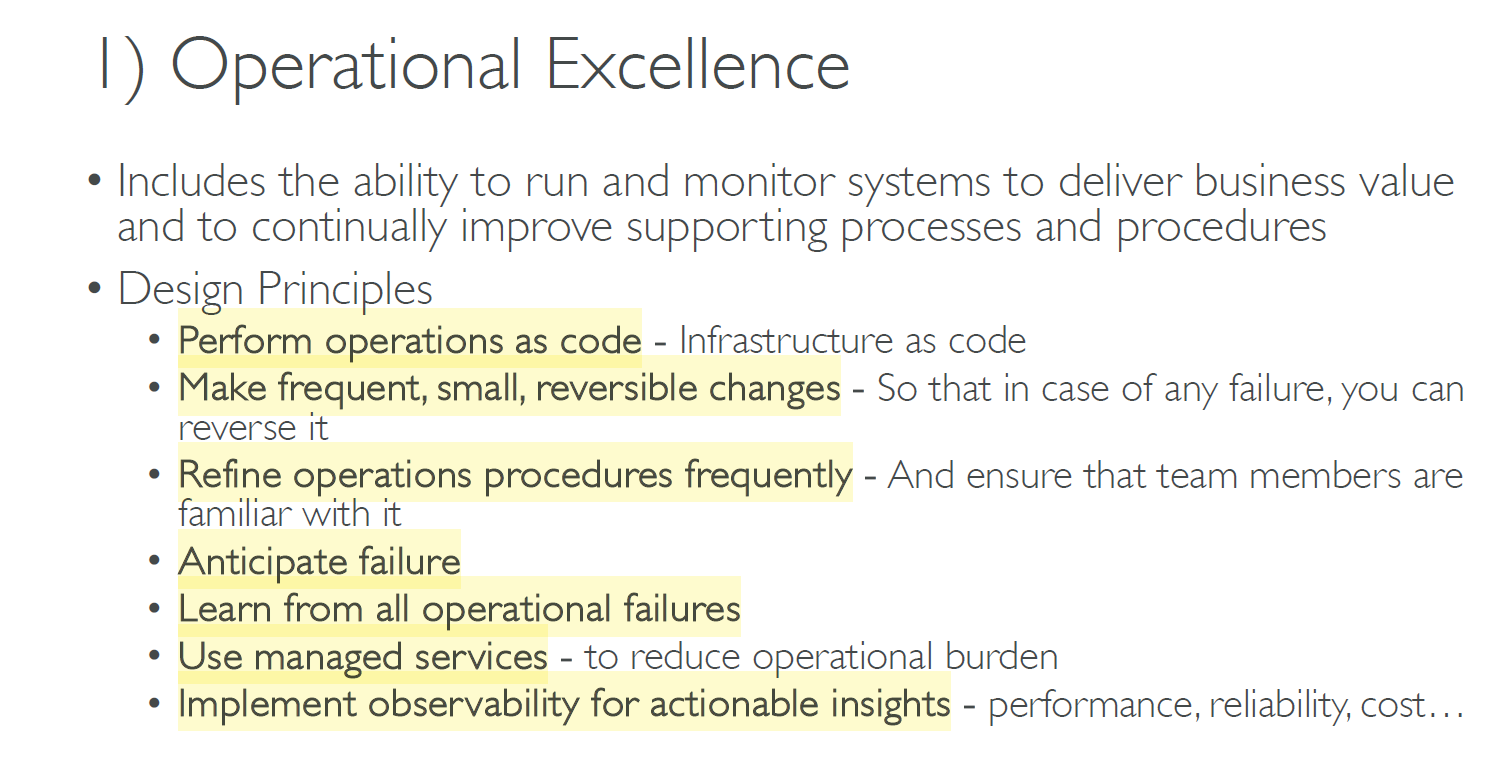 1) Operational Excellence
• Includes the ability to run and monitor systems to deliver business value
and to continually improve supporting processes and procedures
• Design Principles
• Perform operations as code - Infrastructure as code
• Make frequent, small, reversible changes - So that in case of any failure, you can
reverse it
• Refine operations procedures frequently - And ensure that team members are
familiar with it
• Anticipate failure
• Learn from all operational failures
• Use managed services - to reduce operational burden
• Implement observability for actionable insights - performance, reliability, cost…